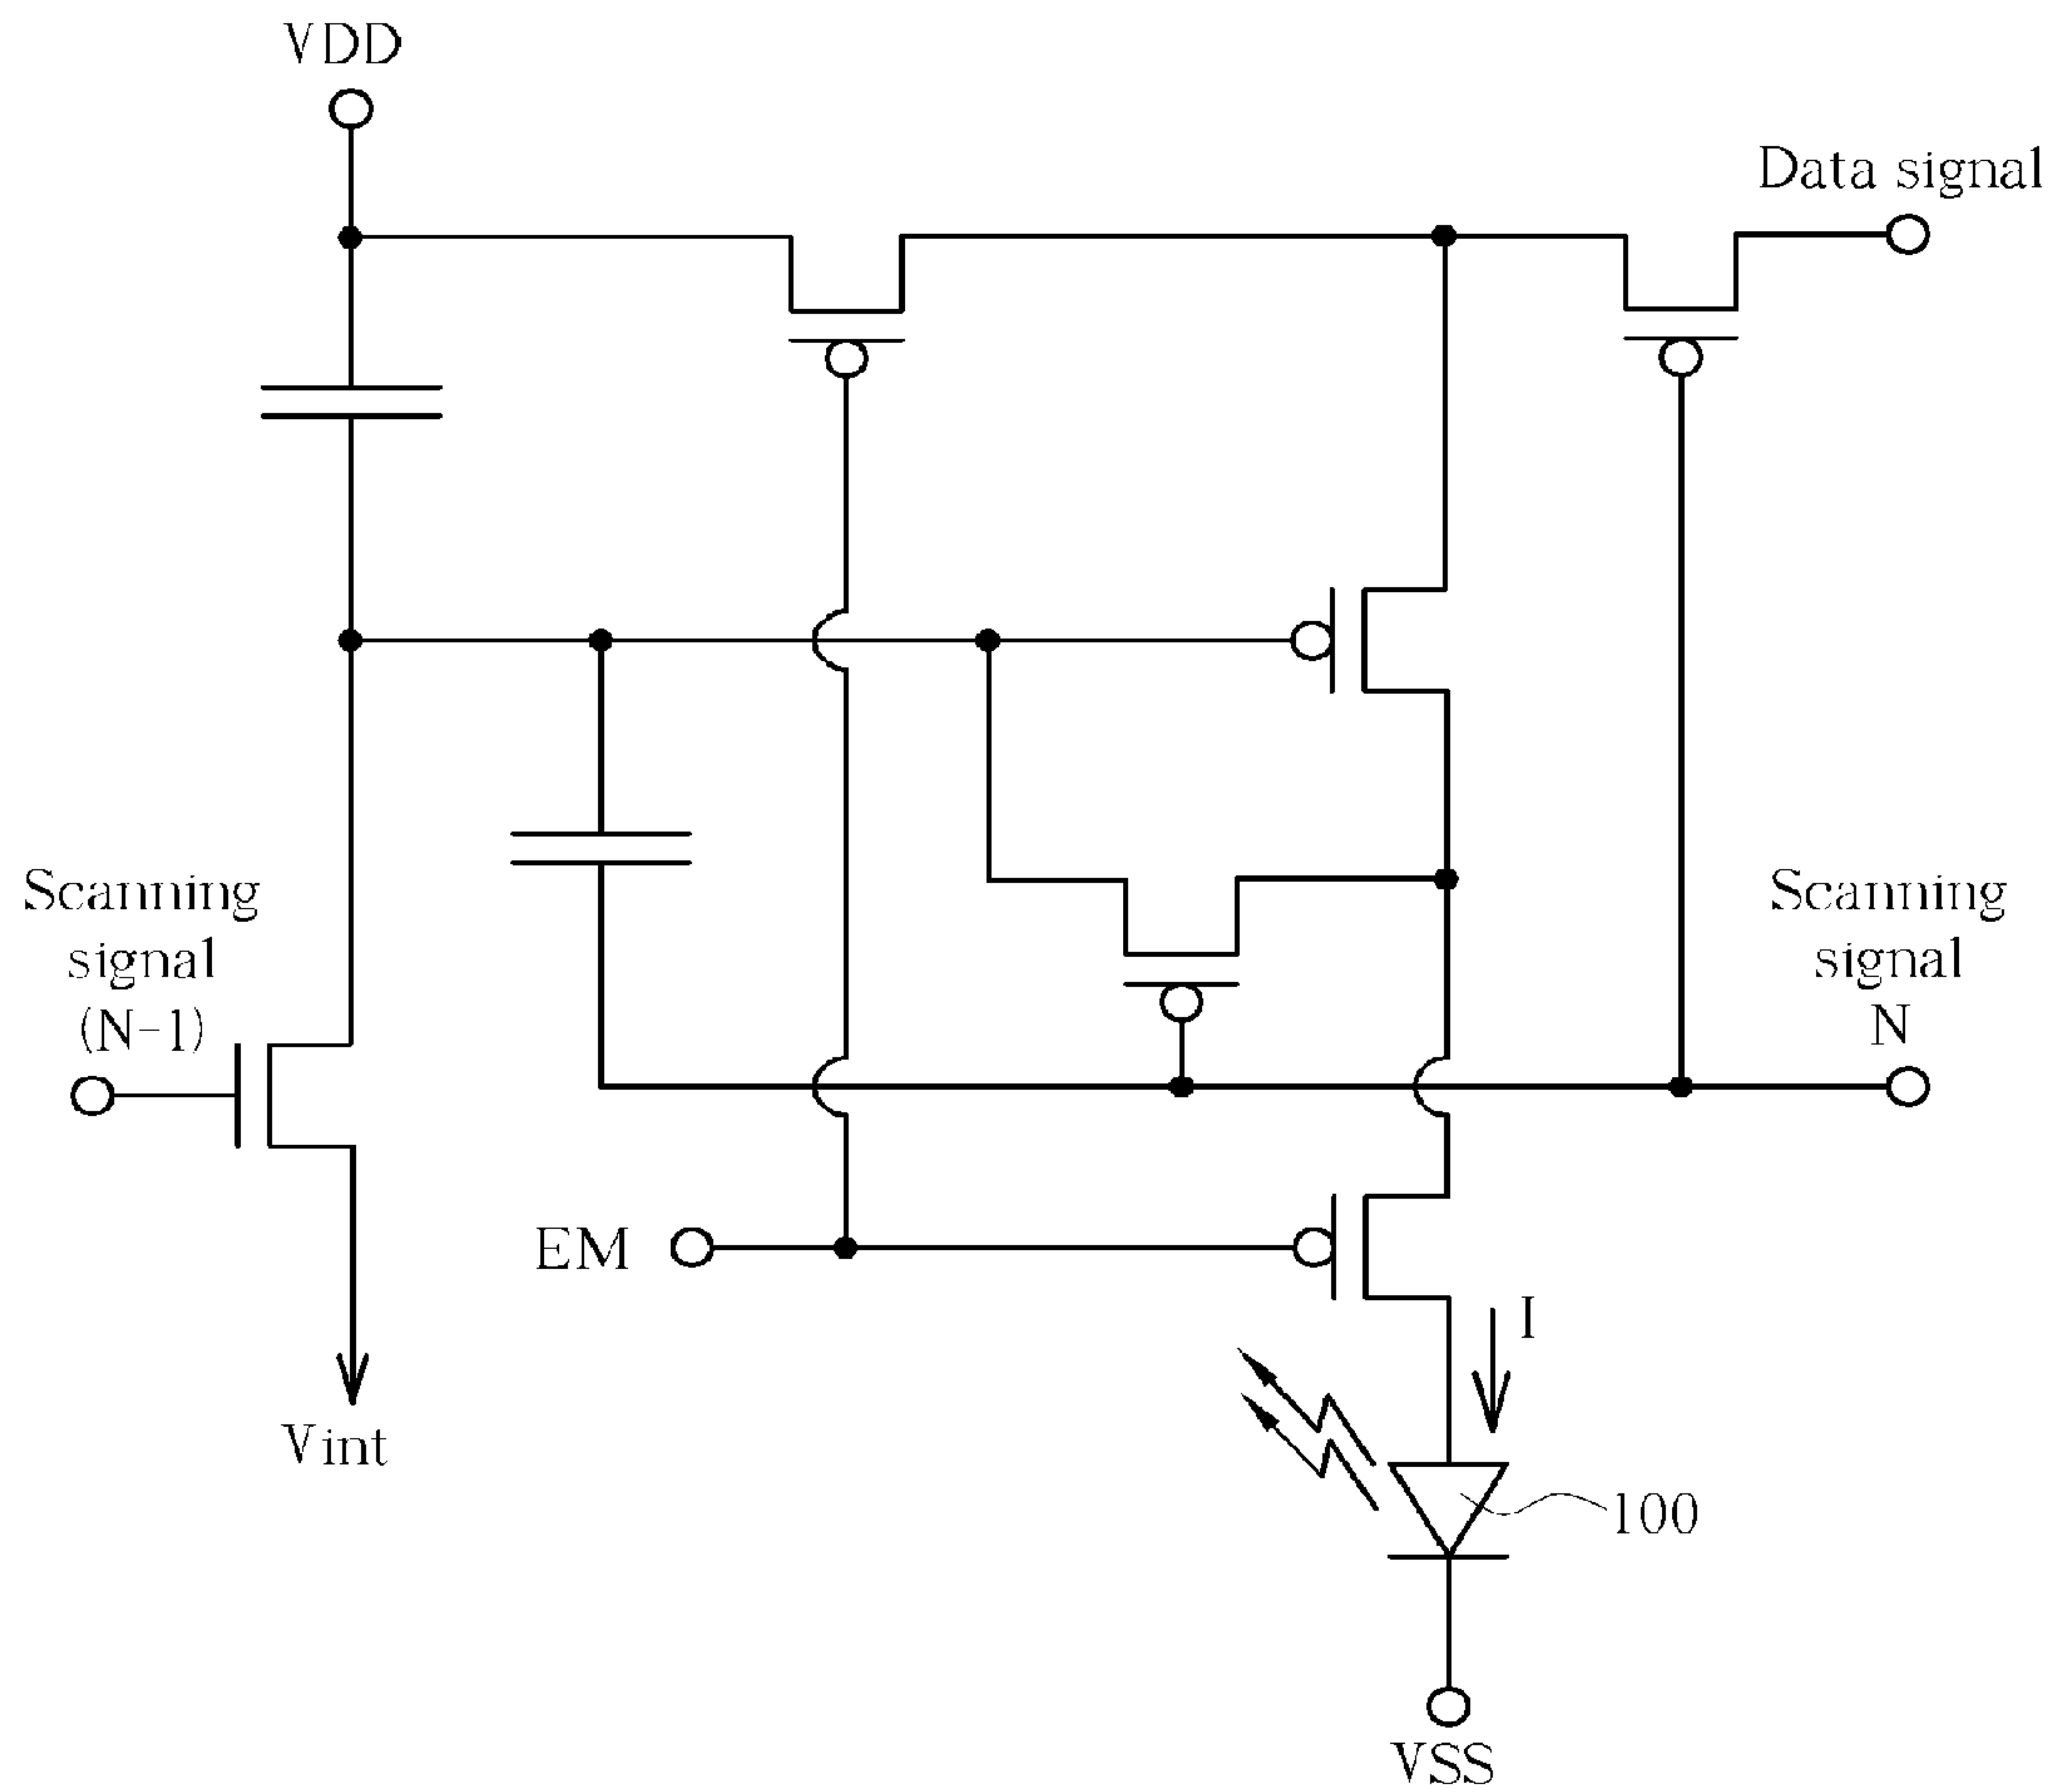 VDD
Data signal
Scanning
signal
(N-1)
Scanning
signal
N
EM
I
Vint
100
VSS